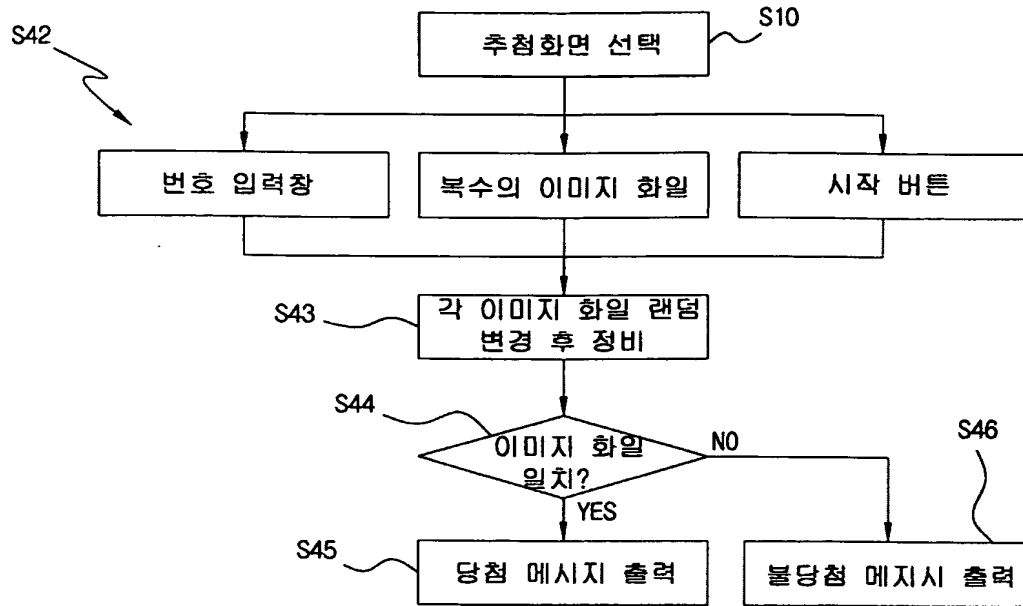 S42
S10
추첨화면 선택
번호 입력창
복수의 이미지 화일
시작 버튼
S43
각 이미지 화일 랜덤
변경 후 정비
S44
이미지 화일
일치?
NO
S46
YES
S45
당첨 메시지 출력
불당첨 메지시 출력